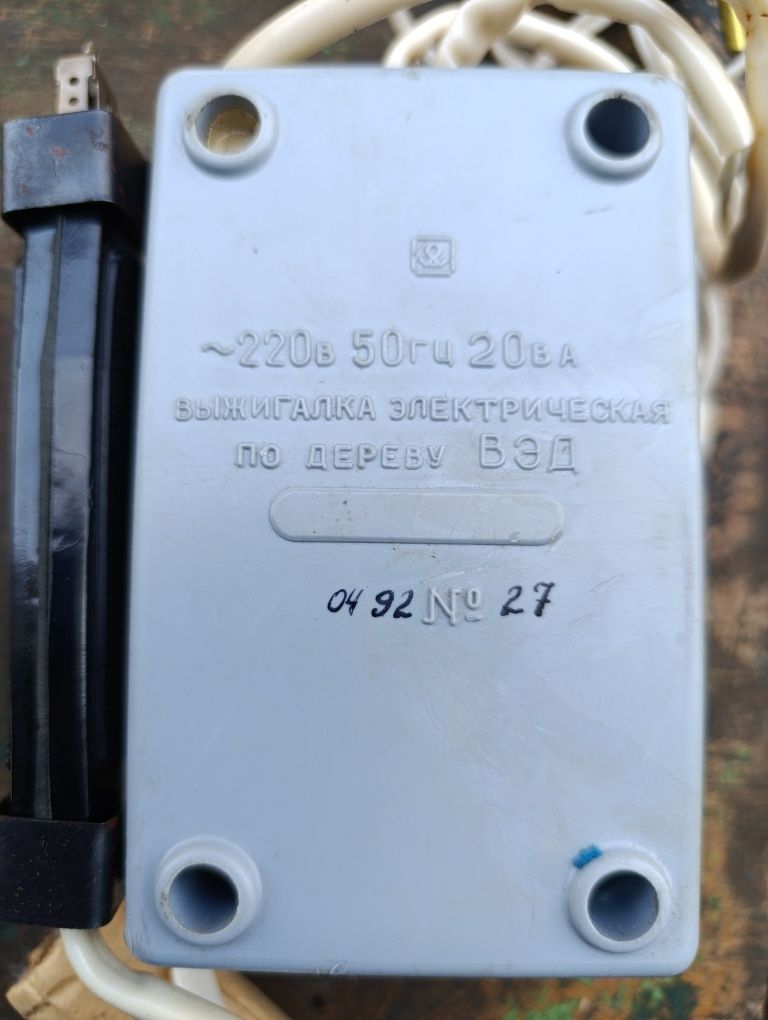 ~220в 50гц 20ва
ВЫЖИГАЛКА ЭЛЕКТРИЧЕСКАЯ
ПО ДЕРЕВУ ВЭД
04 92 № 27